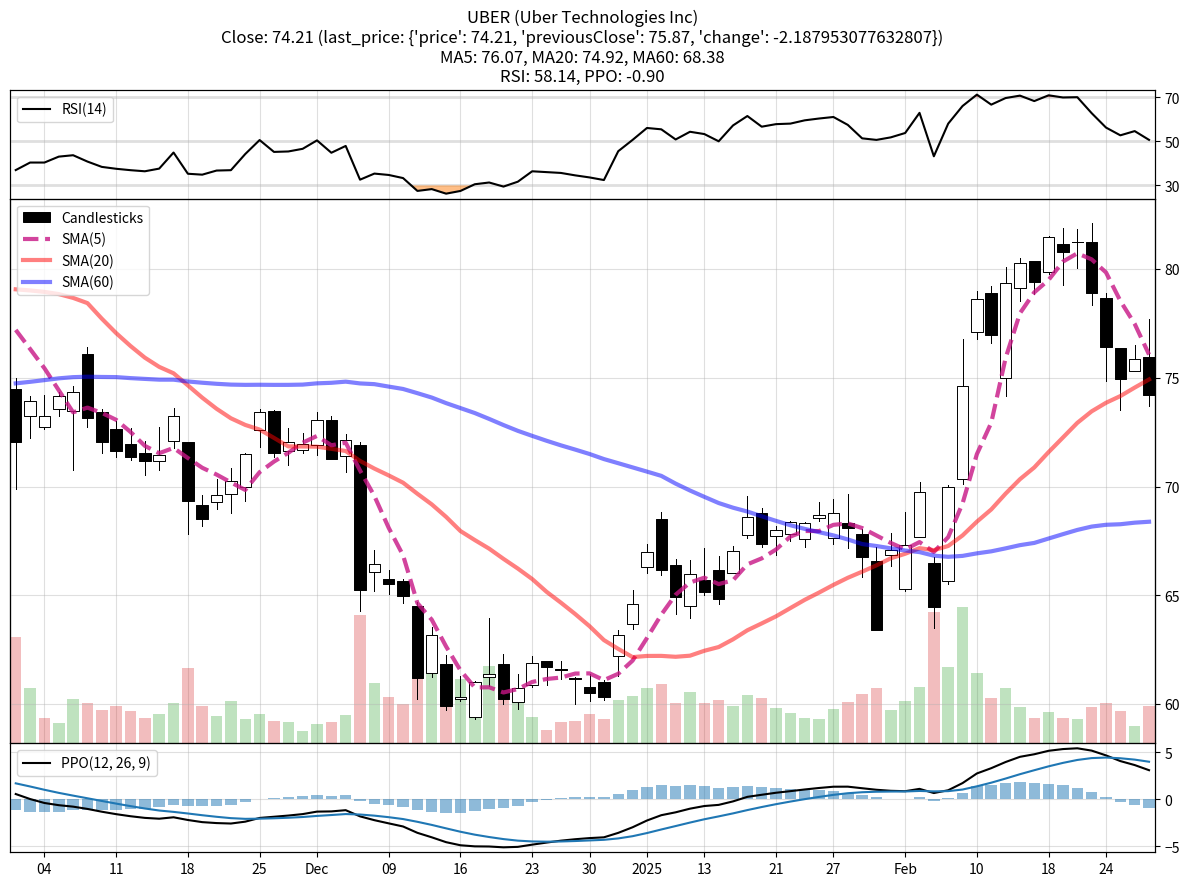 UBER (Uber Technologies Inc)
Close: 74.21 (last_price: {'price': 74.21, 'previousClose': 75.87, 'change': -2.187953077632807})
MA5: 76.07, MA20: 74.92, MA60: 68.38
RSI: 58.14, PPO: -0.90
RSI(14)
70
50
30
Candlesticks
SMA(5)
SMA(20)
SMA(60)
80
75
70
65
60
PPO(12, 26, 9)
5
0
−5
04 11 18 25 Dec 09 16 23 30 2025 13 21 27 Feb 10 18 24